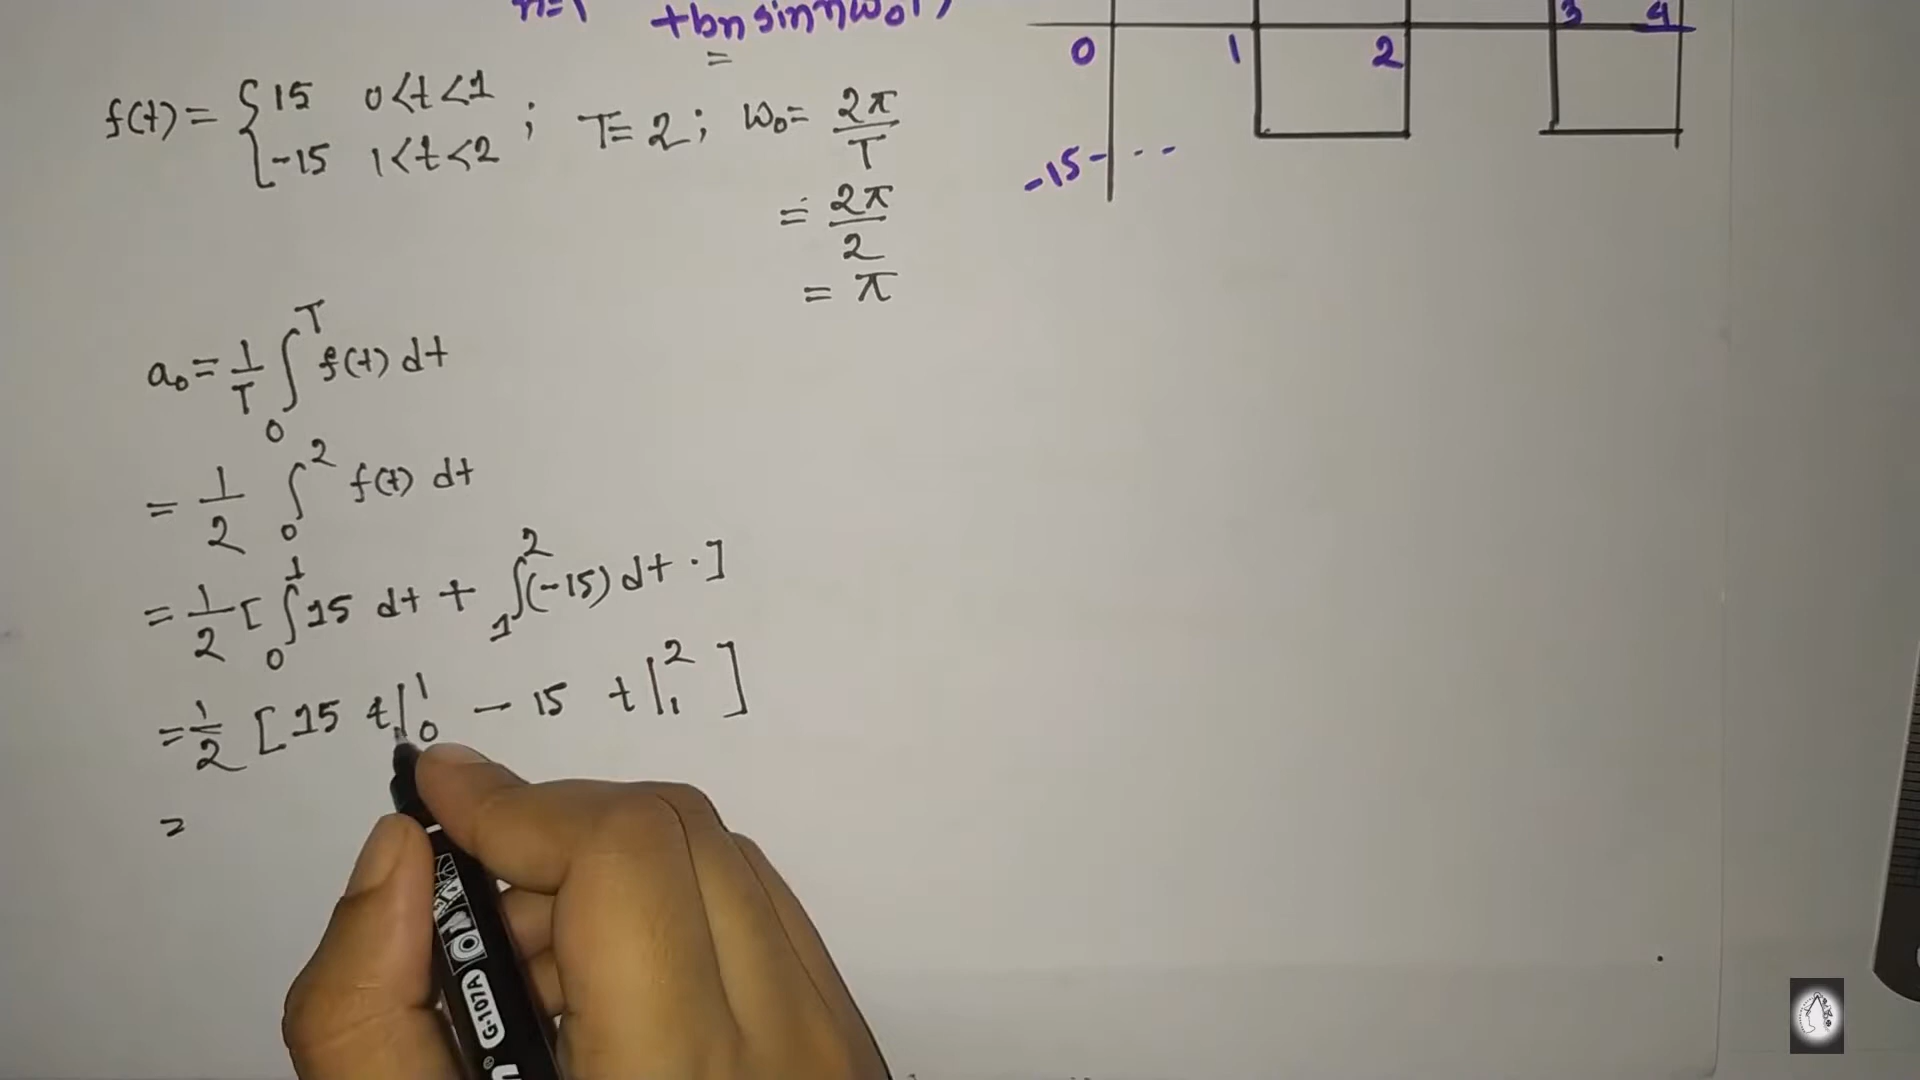 n=1 +bn sin nω₀t)
=
f(t) = { 15 0<t<1
-15 1<t<2 ; T=2; ω₀= 2π/T
= 2π/2
= π
0 1 2 3 4
-15
a₀ = 1/T ∫₀ᵀ f(t) dt
= 1/2 ∫₀² f(t) dt
= 1/2 [ ∫₀¹ 15 dt + ∫₁² (-15) dt . ]
= 1/2 [ 15 t|₀¹ - 15 t|₁² ]
=
G-107A